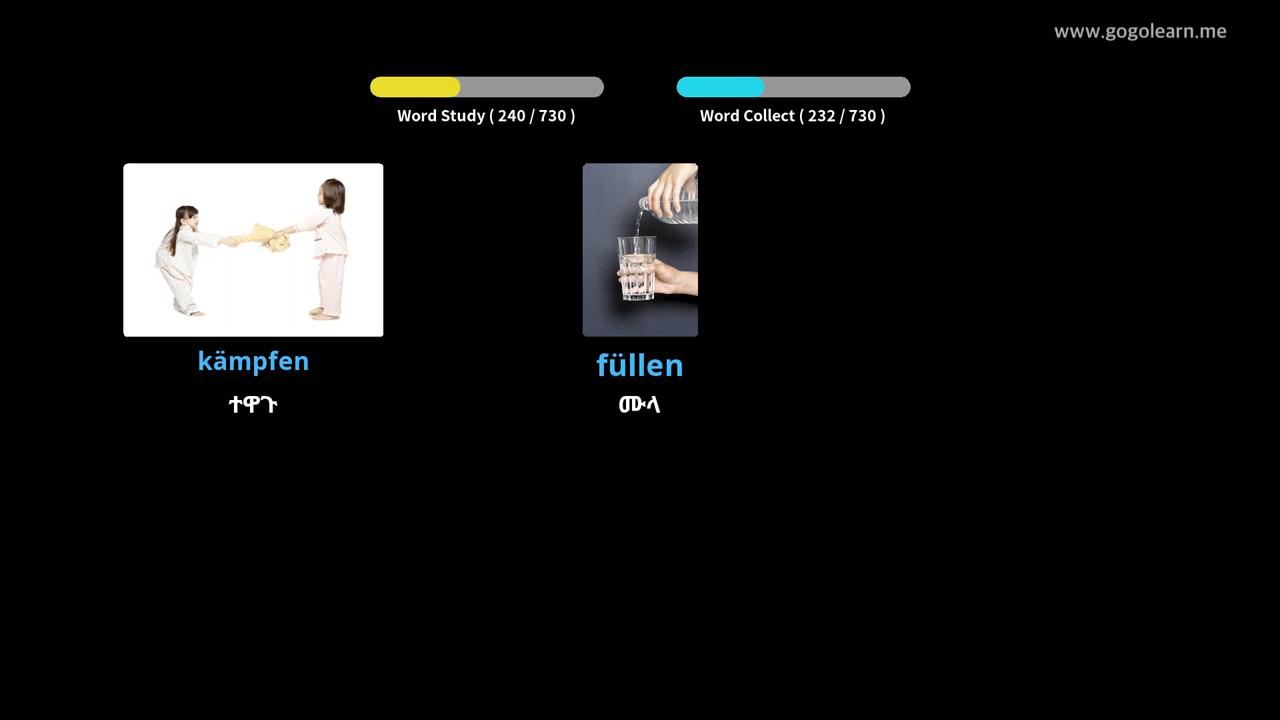 www.gogolearn.me
Word Study ( 240 / 730 )
Word Collect ( 232 / 730 )
kämpfen
ተዋጉ
füllen
ሙላ